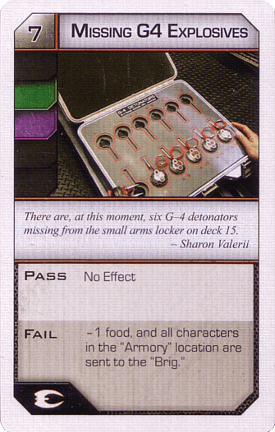 7 Missing G4 Explosives
There are, at this moment, six G–4 detonators
missing from the small arms locker on deck 15.
– Sharon Valerii
Pass No Effect
Fail –1 food, and all characters
in the "Armory" location are
sent to the "Brig."